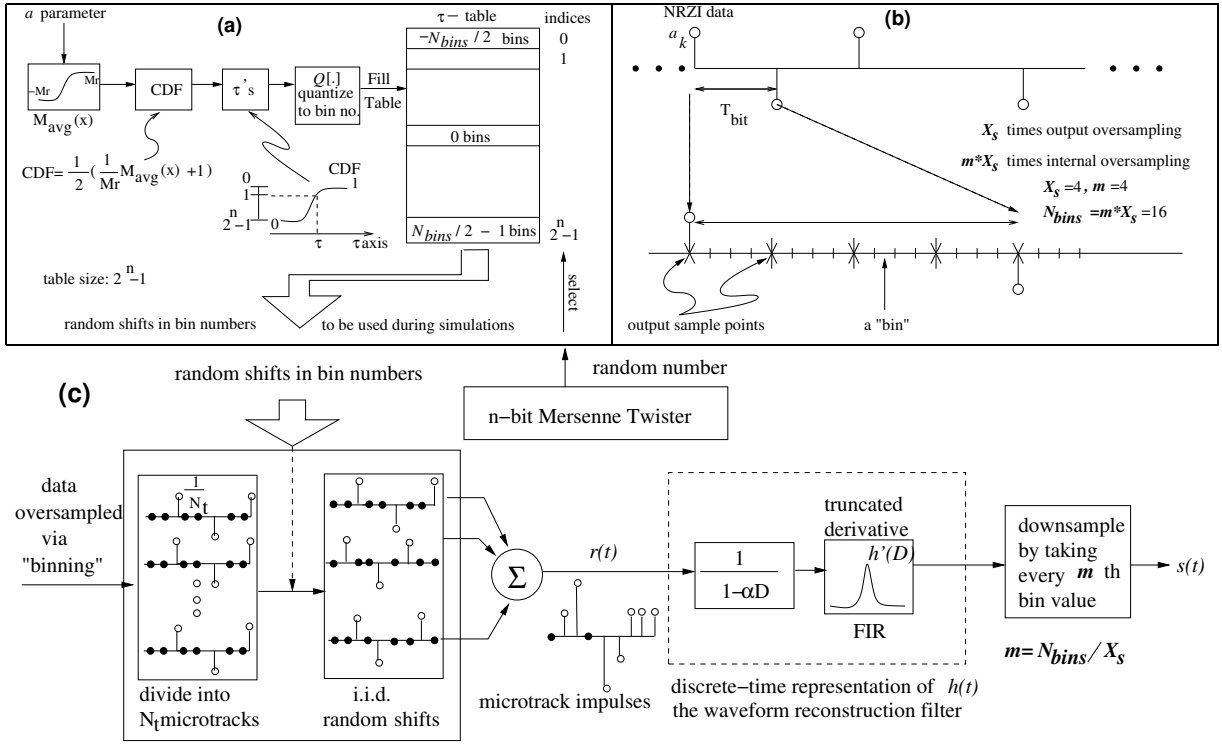 (a)
a parameter
τ− table
indices
−N_bins / 2 bins
0
1
−Mr
Mr
CDF
τ's
Q[.]
quantize
to bin no.
Fill
Table
M_avg(x)
0 bins
CDF= 1/2 ( 1/Mr M_avg(x) +1)
0
1
2^n−1
CDF
1
0
τ
τ axis
N_bins / 2 − 1 bins
2^n−1
table size: 2^n−1
random shifts in bin numbers
to be used during simulations
select
(b)
NRZI data
a_k
T_bit
X_s times output oversampling
m*X_s times internal oversampling
X_s =4, m =4
N_bins =m*X_s =16
output sample points
a "bin"
(c)
random shifts in bin numbers
random number
n−bit Mersenne Twister
data
oversampled
via
"binning"
1/N_t
divide into
N_t microtracks
i.i.d.
random shifts
Σ
r(t)
microtrack impulses
1
1−αD
truncated
derivative
h'(D)
FIR
discrete−time representation of h(t)
the waveform reconstruction filter
downsample
by taking
every m th
bin value
s(t)
m= N_bins / X_s